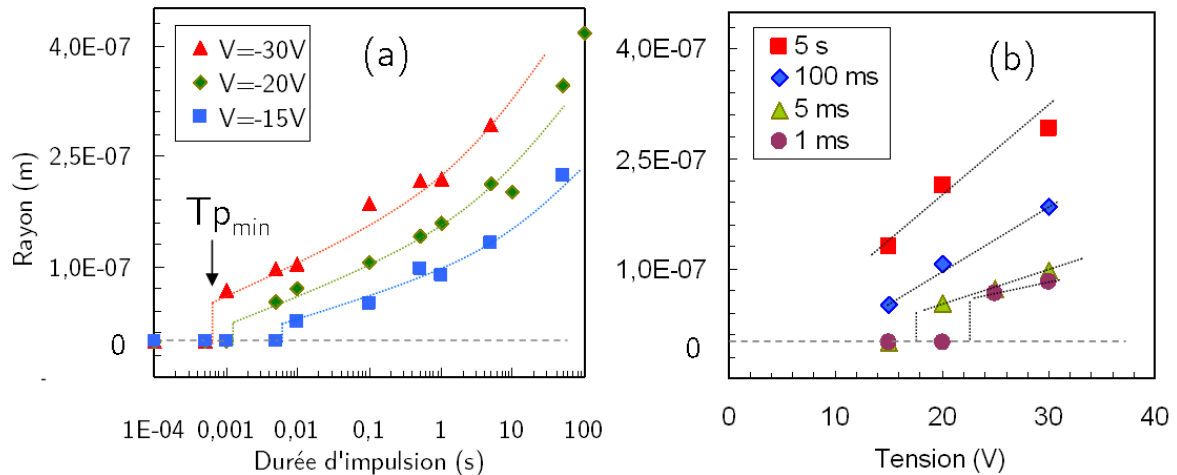 (a)
V=-30V
V=-20V
V=-15V
4,0E-07
2,5E-07
1,0E-07
0
-
Rayon (m)
Tpmin
1E-04 0,001 0,01 0,1 1 10 100
Durée d'impulsion (s)
(b)
5 s
100 ms
5 ms
1 ms
4,0E-07
2,5E-07
1,0E-07
0
0 10 20 30 40
Tension (V)